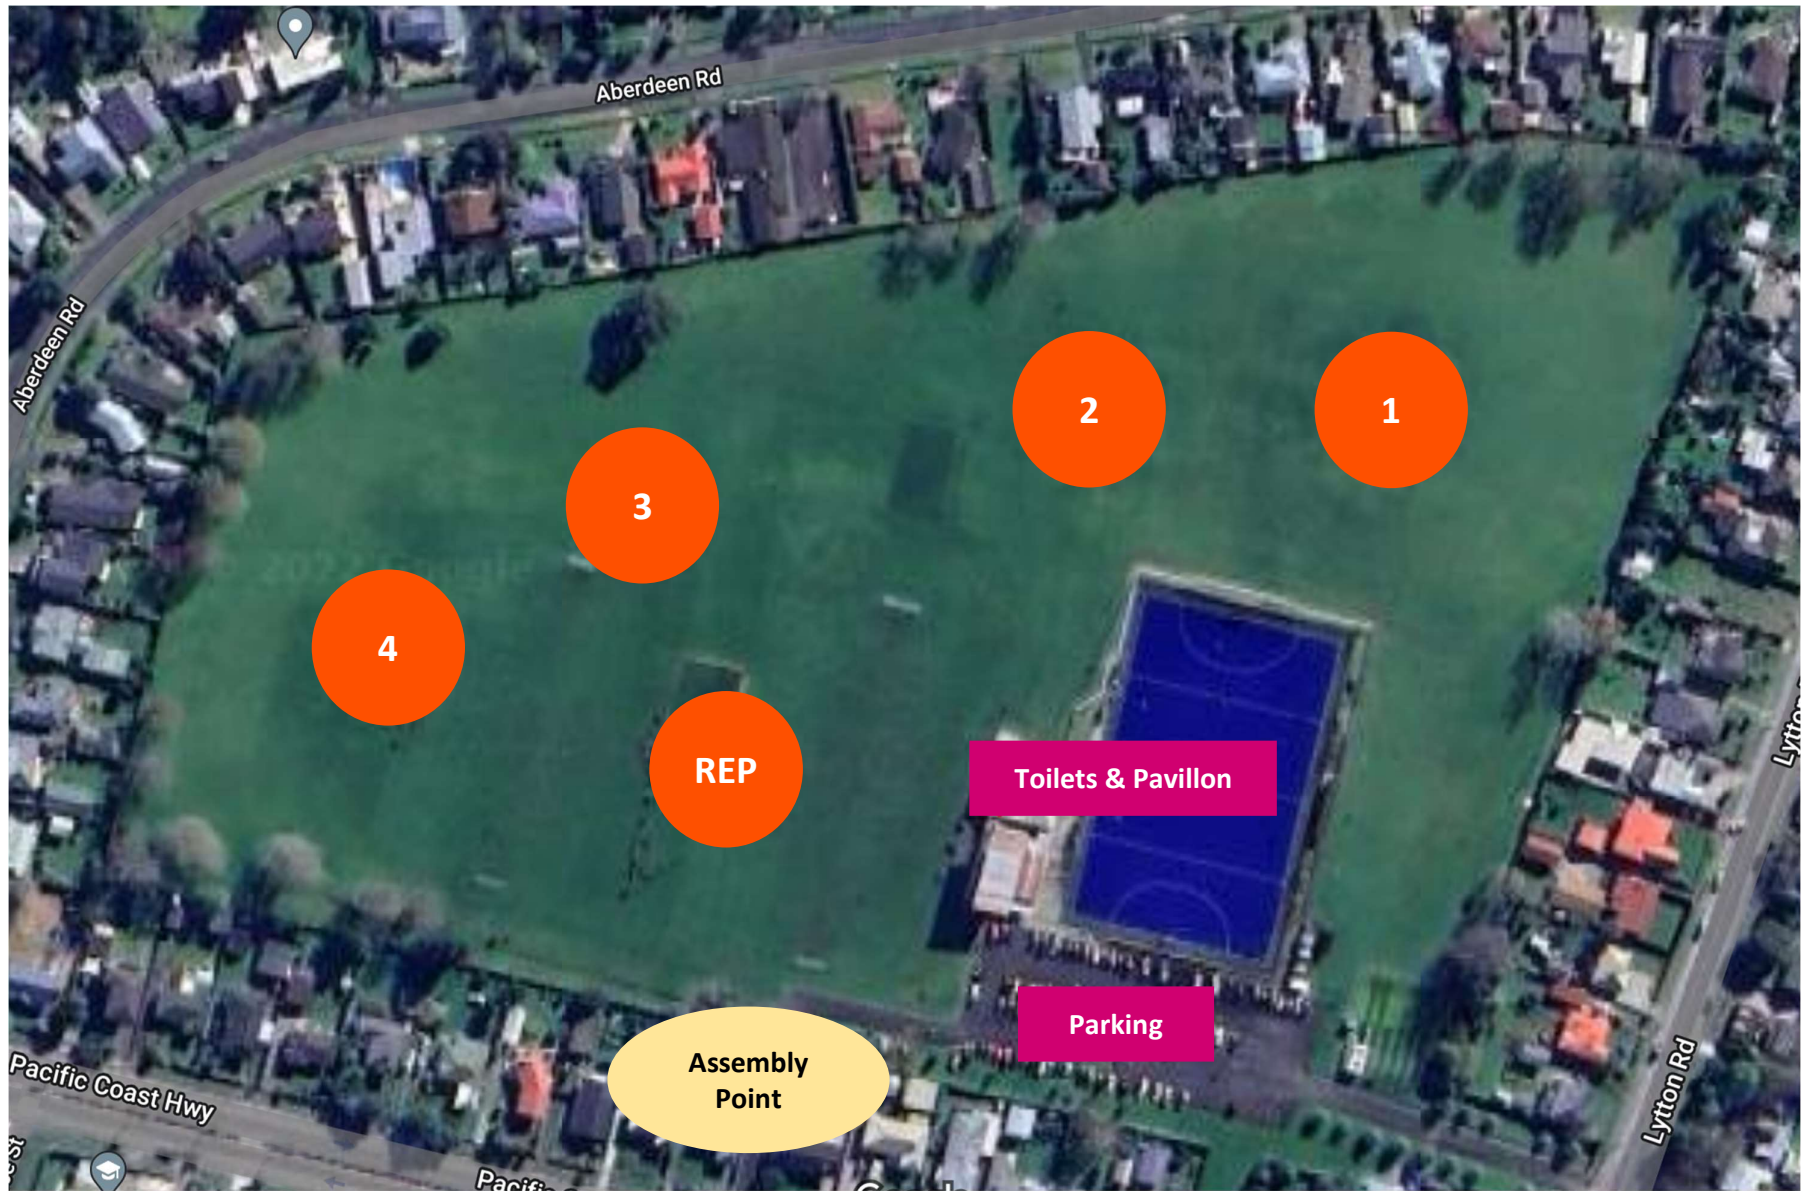 Aberdeen Rd
Aberdeen Rd
2
1
3
4
REP
Toilets & Pavillon
Parking
Assembly
Point
Pacific Coast Hwy
Lytton Rd